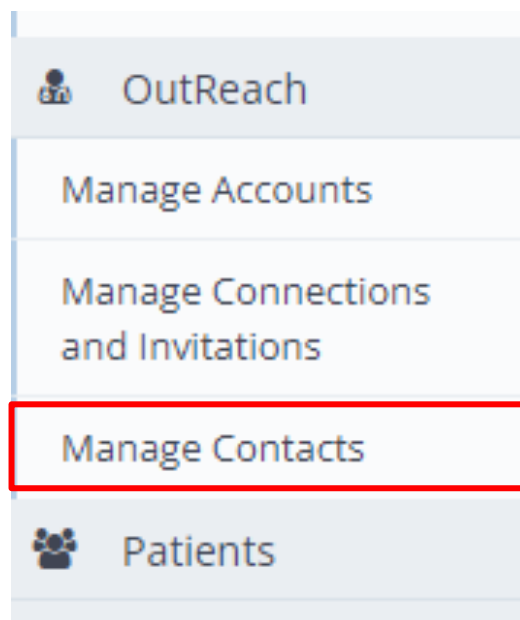 OutReach
Manage Accounts
Manage Connections
and Invitations
Manage Contacts
Patients